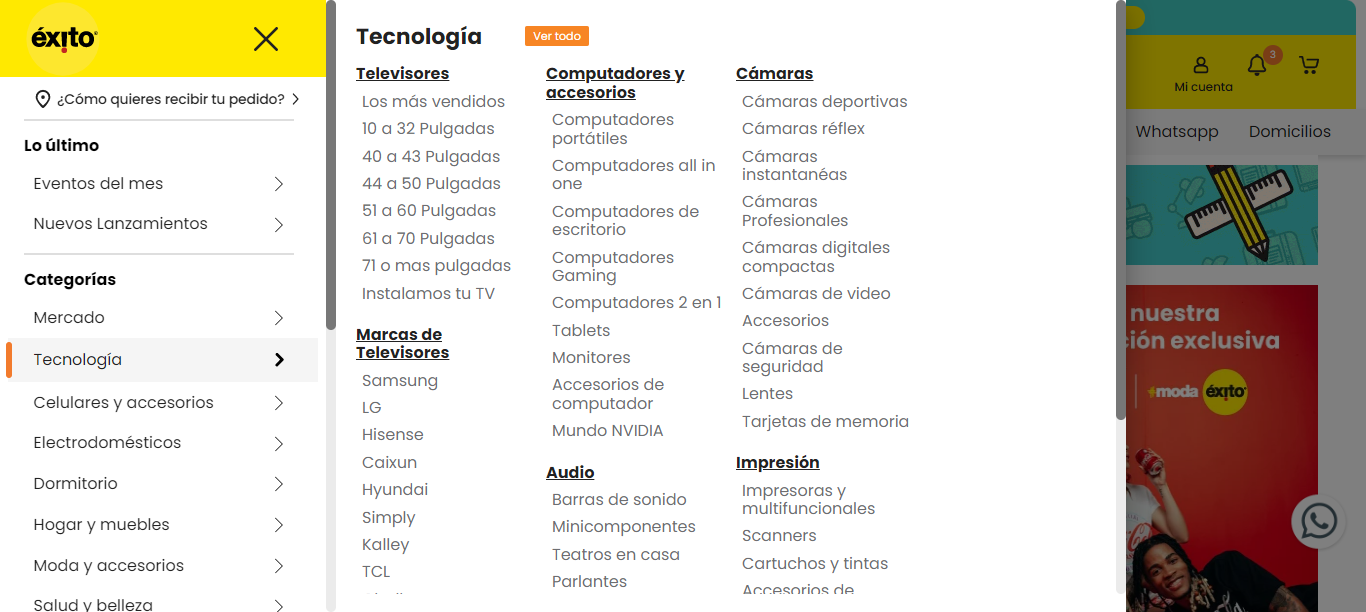 éxito
¿Cómo quieres recibir tu pedido?
Lo último
Eventos del mes
Nuevos Lanzamientos
Categorías
Mercado
Tecnología
Celulares y accesorios
Electrodomésticos
Dormitorio
Hogar y muebles
Moda y accesorios
Salud y belleza
Tecnología
Ver todo
Televisores
Los más vendidos
10 a 32 Pulgadas
40 a 43 Pulgadas
44 a 50 Pulgadas
51 a 60 Pulgadas
61 a 70 Pulgadas
71 o mas pulgadas
Instalamos tu TV
Marcas de
Televisores
Samsung
LG
Hisense
Caixun
Hyundai
Simply
Kalley
TCL
Computadores y
accesorios
Computadores
portátiles
Computadores all in
one
Computadores de
escritorio
Computadores
Gaming
Computadores 2 en 1
Tablets
Monitores
Accesorios de
computador
Mundo NVIDIA
Audio
Barras de sonido
Minicomponentes
Teatros en casa
Parlantes
Cámaras
Cámaras deportivas
Cámaras réflex
Cámaras
instantanéas
Cámaras
Profesionales
Cámaras digitales
compactas
Cámaras de video
Accesorios
Cámaras de
seguridad
Lentes
Tarjetas de memoria
Impresión
Impresoras y
multifuncionales
Scanners
Cartuchos y tintas
Accesorios de
3
Mi cuenta
Whatsapp
Domicilios
nuestra
ión exclusiva
moda éxito